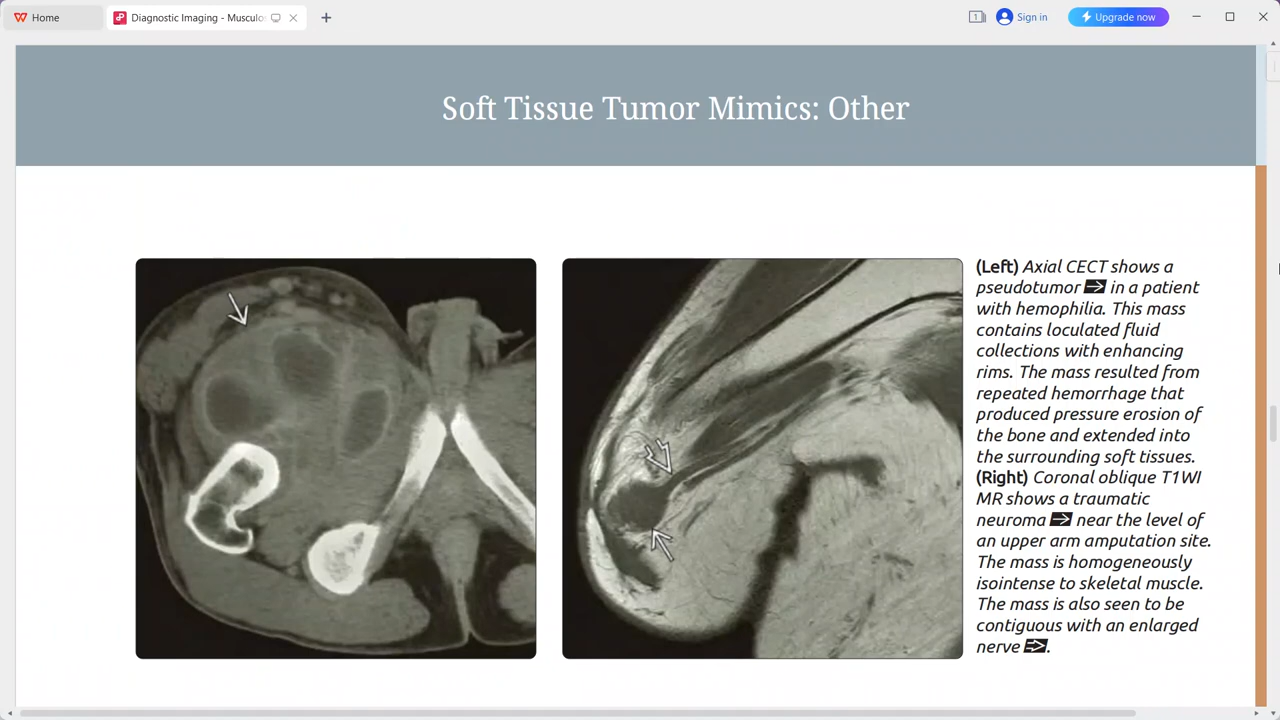 Home
Diagnostic Imaging - Musculos
1
Sign in
Upgrade now
Soft Tissue Tumor Mimics: Other
(Left) Axial CECT shows a
pseudotumor ➡ in a patient
with hemophilia. This mass
contains loculated fluid
collections with enhancing
rims. The mass resulted from
repeated hemorrhage that
produced pressure erosion of
the bone and extended into
the surrounding soft tissues.
(Right) Coronal oblique T1WI
MR shows a traumatic
neuroma ➡ near the level of
an upper arm amputation site.
The mass is homogeneously
isointense to skeletal muscle.
The mass is also seen to be
contiguous with an enlarged
nerve ➡.